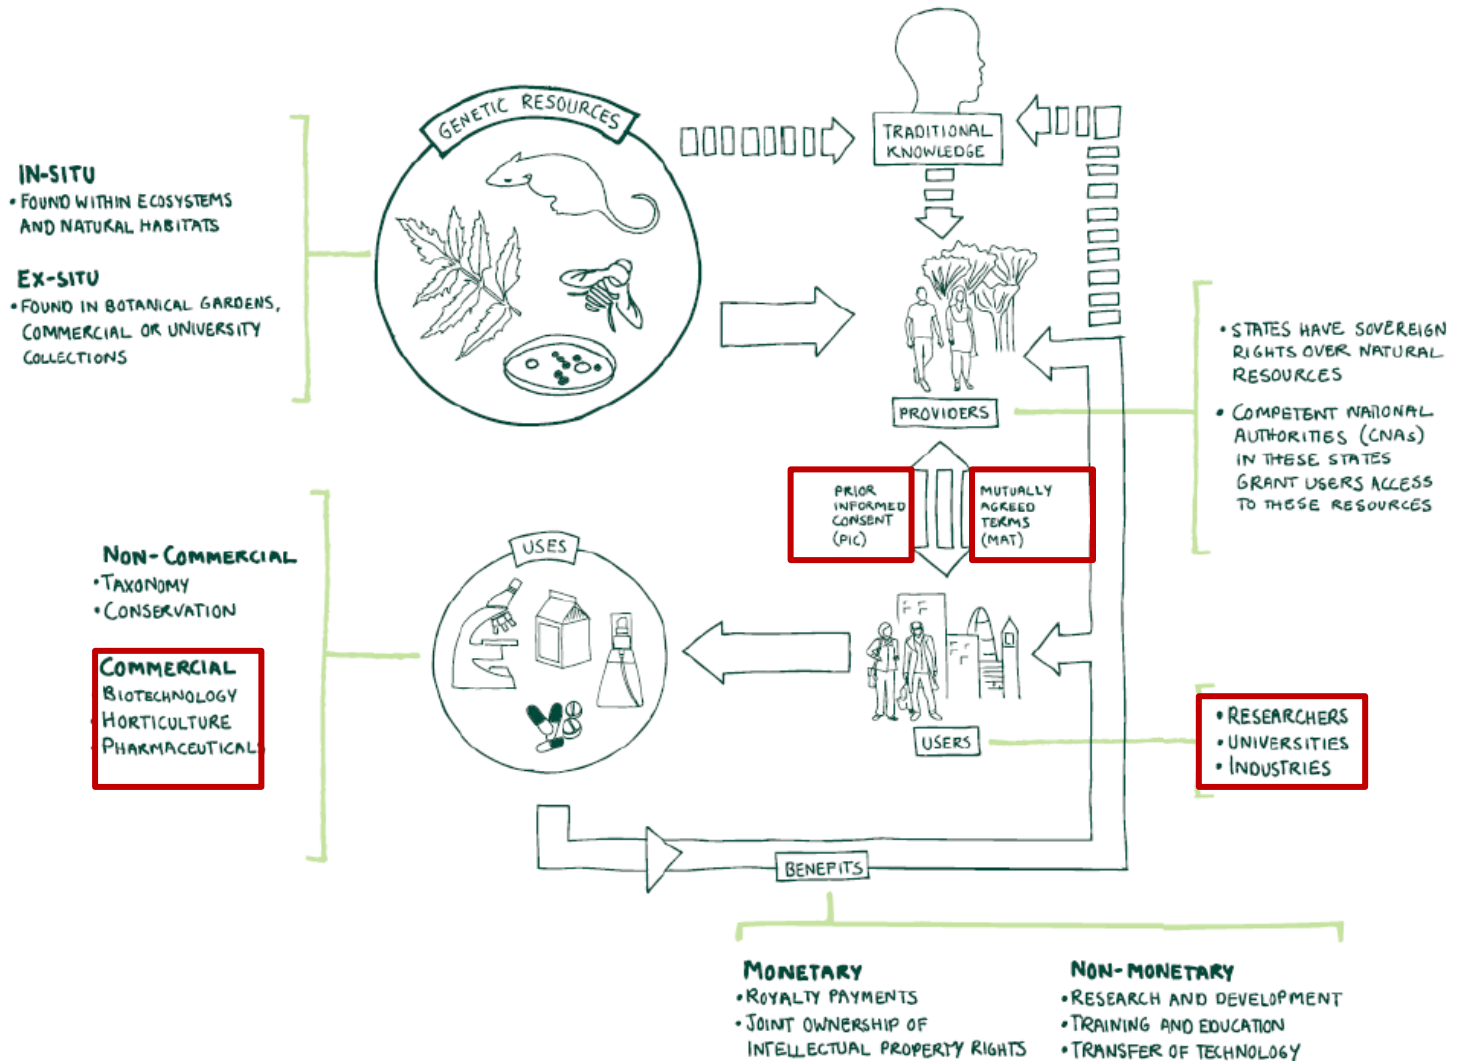 GENETIC RESOURCES
TRADITIONAL
KNOWLEDGE
IN-SITU
• FOUND WITHIN ECOSYSTEMS
AND NATURAL HABITATS
EX-SITU
• FOUND IN BOTANICAL GARDENS,
COMMERCIAL OR UNIVERSITY
COLLECTIONS
PROVIDERS
• STATES HAVE SOVEREIGN
RIGHTS OVER NATURAL
RESOURCES
• COMPETENT NATIONAL
AUTHORITIES (CNAs)
IN THESE STATES
GRANT USERS ACCESS
TO THESE RESOURCES
PRIOR
INFORMED
CONSENT
(PIC)
MUTUALLY
AGREED
TERMS
(MAT)
USES
NON-COMMERCIAL
• TAXONOMY
• CONSERVATION
COMMERCIAL
BIOTECHNOLOGY
HORTICULTURE
PHARMACEUTICALS
USERS
• RESEARCHERS
• UNIVERSITIES
• INDUSTRIES
BENEFITS
MONETARY
• ROYALTY PAYMENTS
• JOINT OWNERSHIP OF
INTELLECTUAL PROPERTY RIGHTS
NON-MONETARY
• RESEARCH AND DEVELOPMENT
• TRAINING AND EDUCATION
• TRANSFER OF TECHNOLOGY